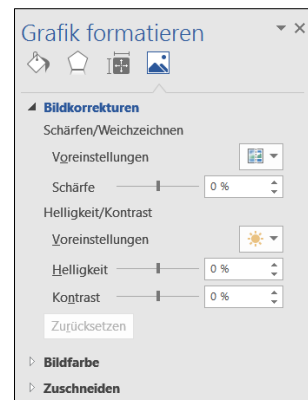 Grafik formatieren
Bildkorrekturen
Schärfen/Weichzeichnen
Voreinstellungen
Schärfe 0 %
Helligkeit/Kontrast
Voreinstellungen
Helligkeit 0 %
Kontrast 0 %
Zurücksetzen
Bildfarbe
Zuschneiden